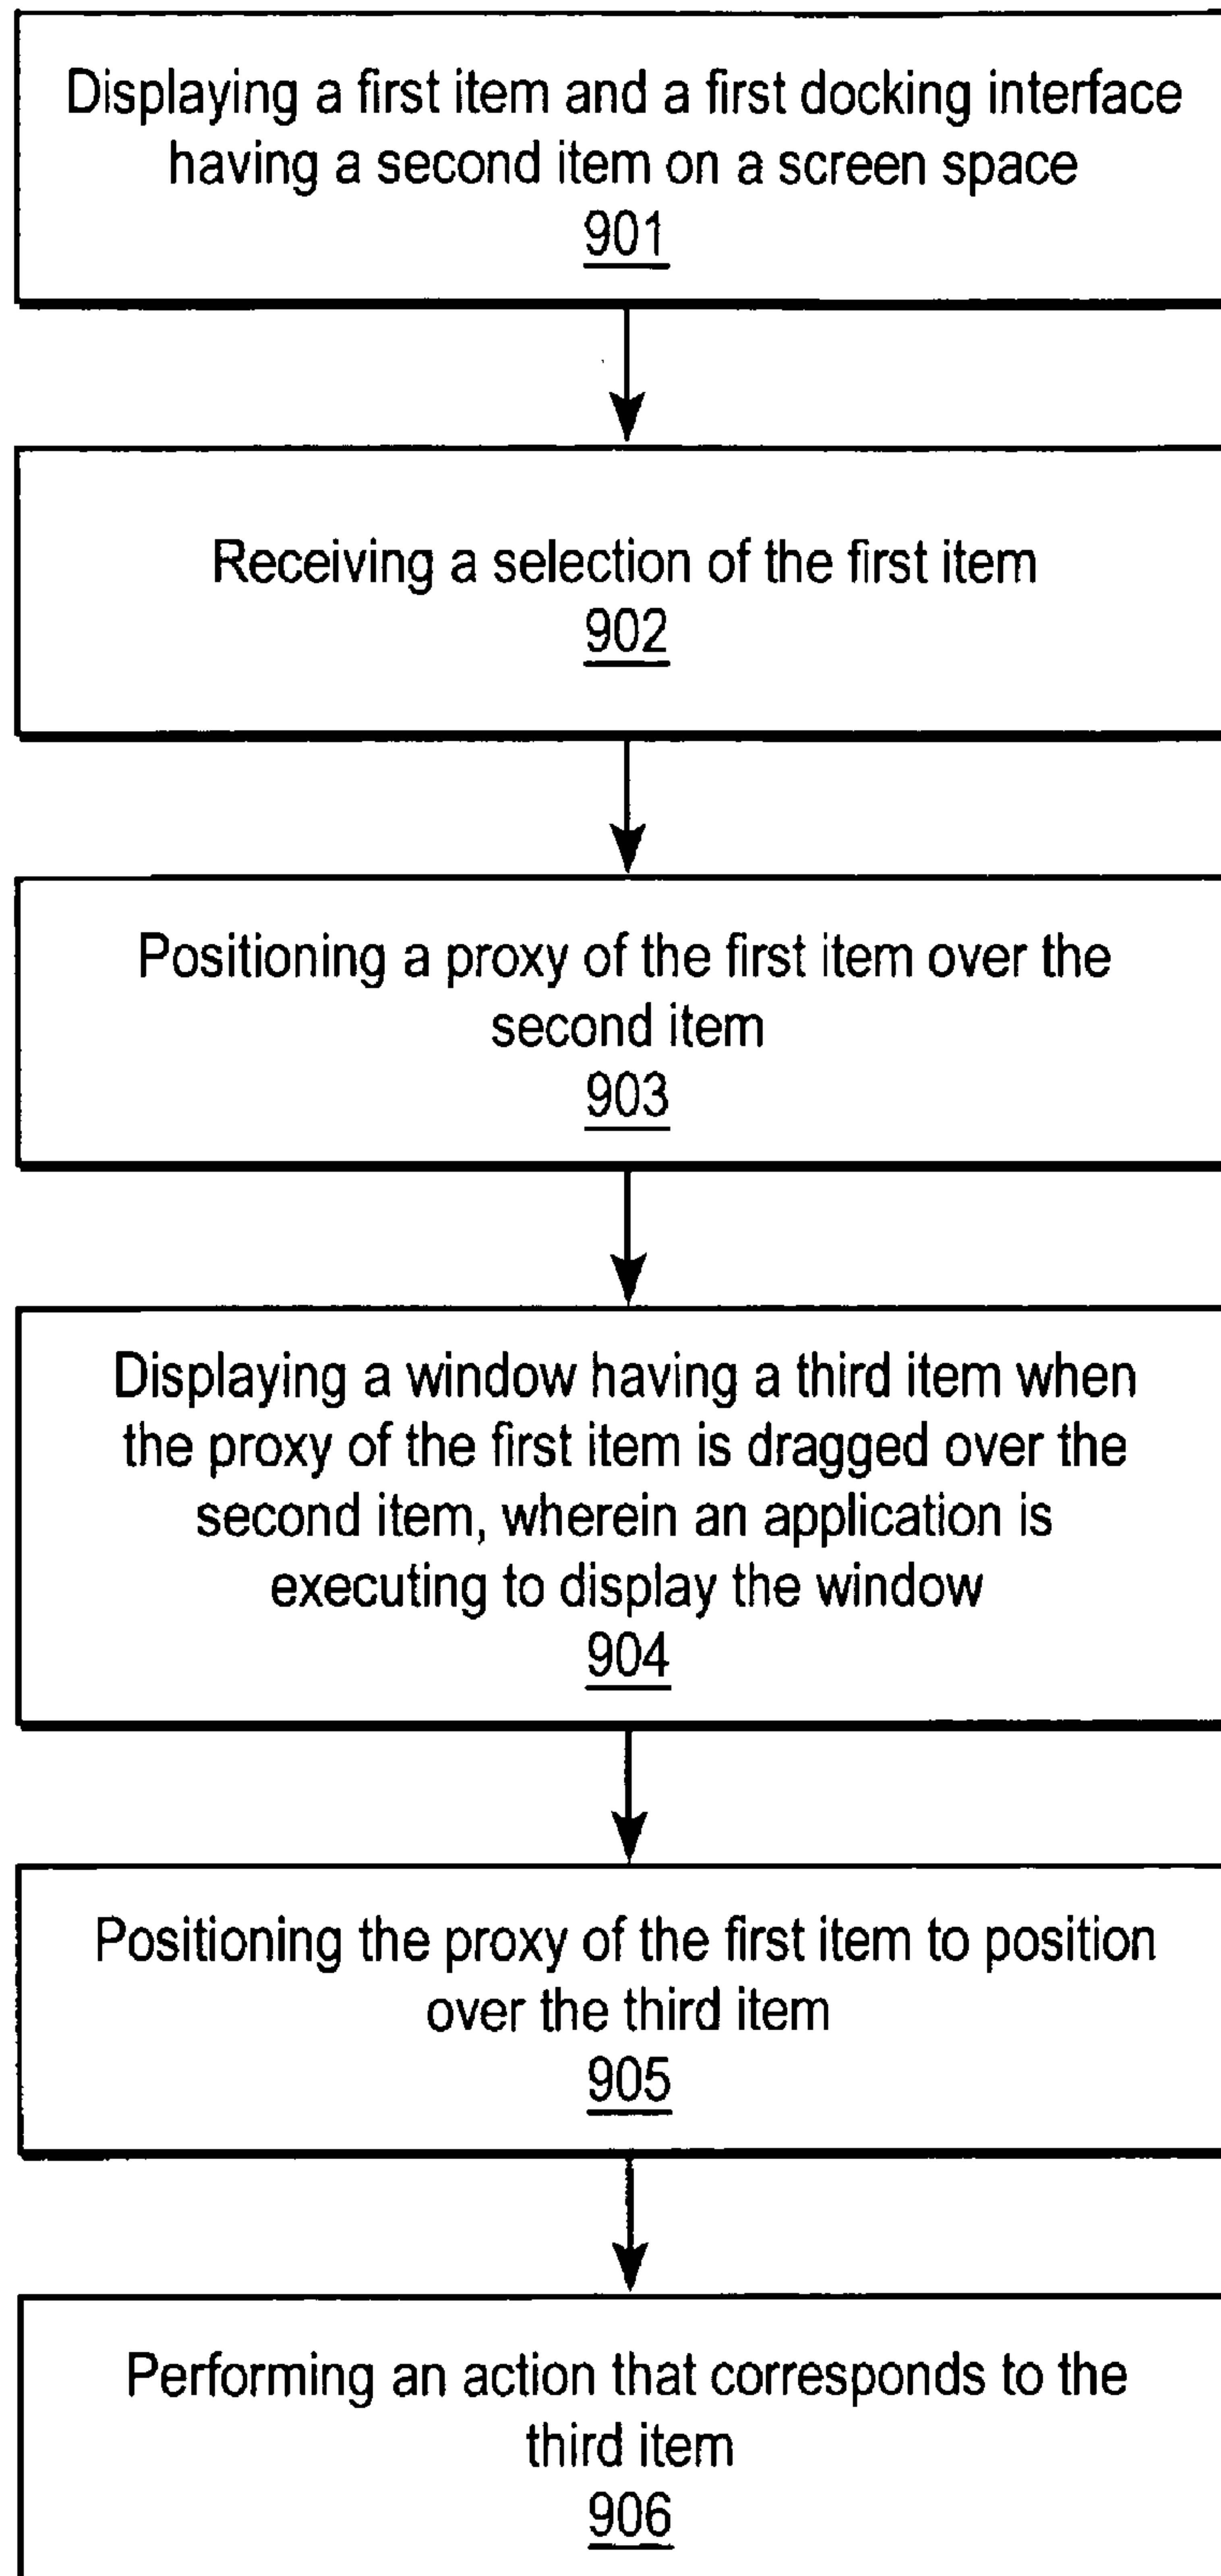 Displaying a first item and a first docking interface
having a second item on a screen space
901
Receiving a selection of the first item
902
Positioning a proxy of the first item over the
second item
903
Displaying a window having a third item when
the proxy of the first item is dragged over the
second item, wherein an application is
executing to display the window
904
Positioning the proxy of the first item to position
over the third item
905
Performing an action that corresponds to the
third item
906